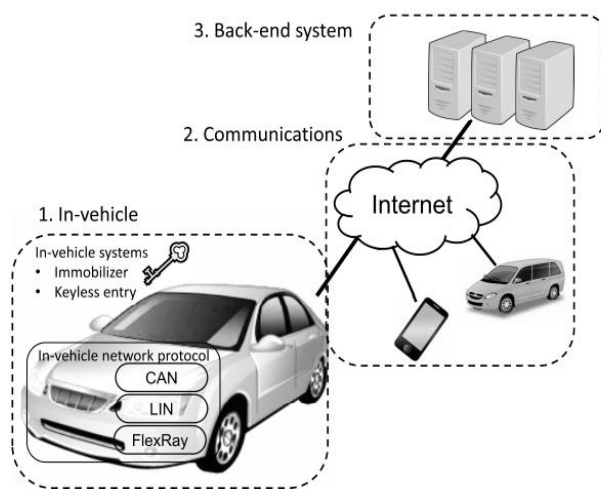 3. Back-end system
2. Communications
Internet
1. In-vehicle
In-vehicle systems
• Immobilizer
• Keyless entry
In-vehicle network protocol
CAN
LIN
FlexRay